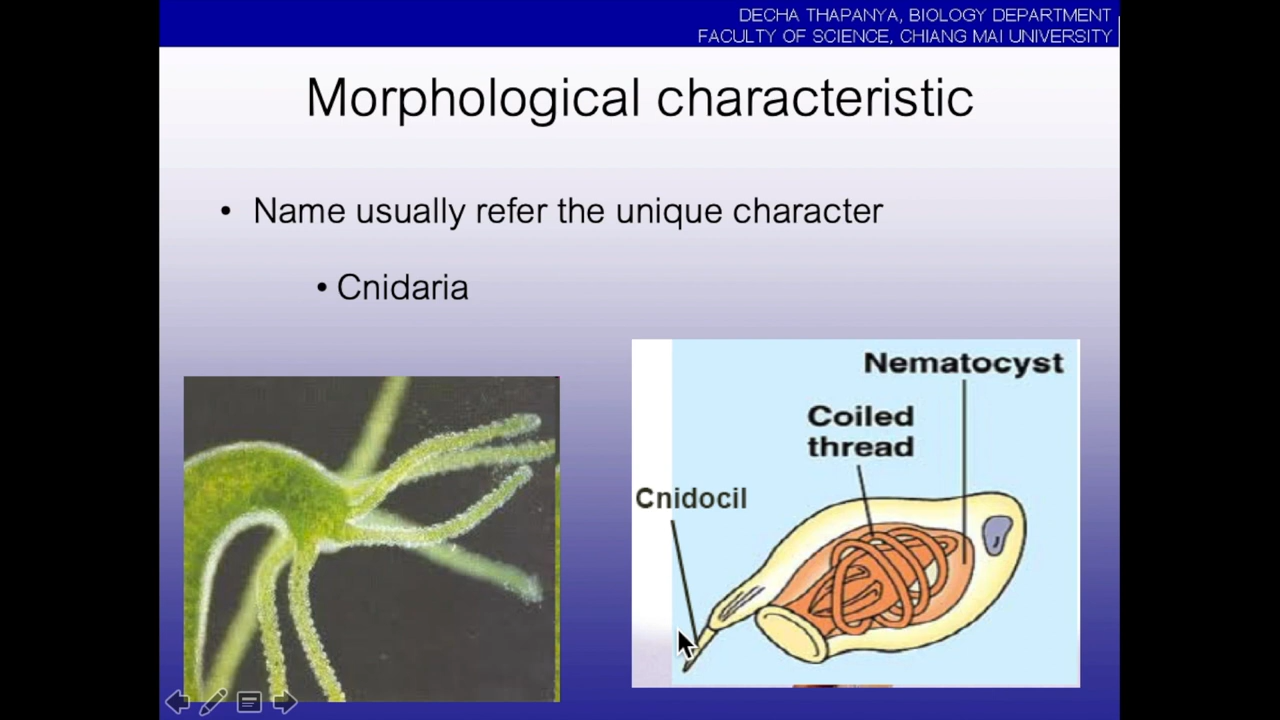 DECHA THAPANYA, BIOLOGY DEPARTMENT
FACULTY OF SCIENCE, CHIANG MAI UNIVERSITY
Morphological characteristic
• Name usually refer the unique character
• Cnidaria
Nematocyst
Coiled
thread
Cnidocil